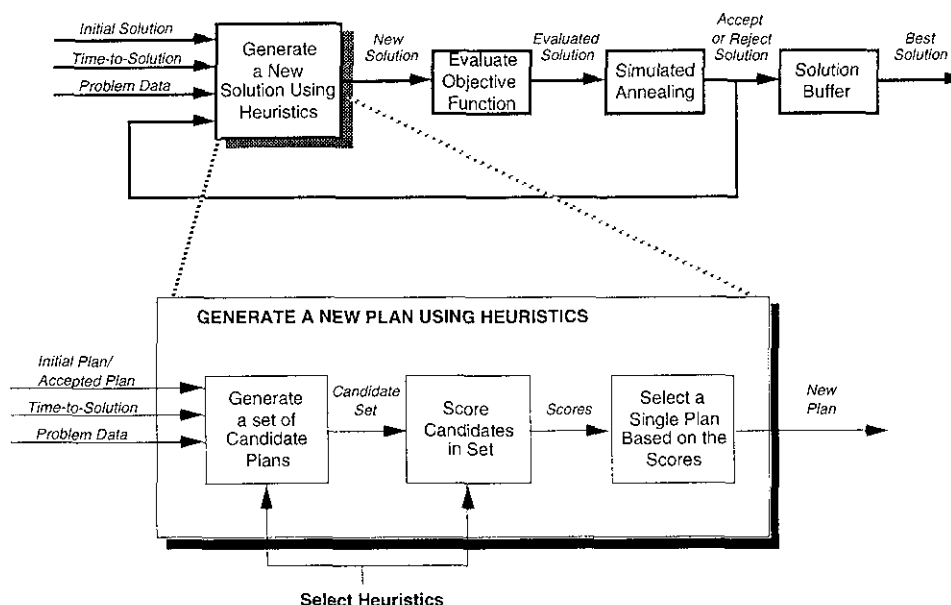 Initial Solution
Time-to-Solution
Problem Data
Generate
a New
Solution Using
Heuristics
New
Solution
Evaluate
Objective
Function
Evaluated
Solution
Simulated
Annealing
Accept
or Reject
Solution
Solution
Buffer
Best
Solution
GENERATE A NEW PLAN USING HEURISTICS
Initial Plan/
Accepted Plan
Time-to-Solution
Problem Data
Generate
a set of
Candidate
Plans
Candidate
Set
Score
Candidates
in Set
Scores
Select a
Single Plan
Based on the
Scores
New
Plan
Select Heuristics